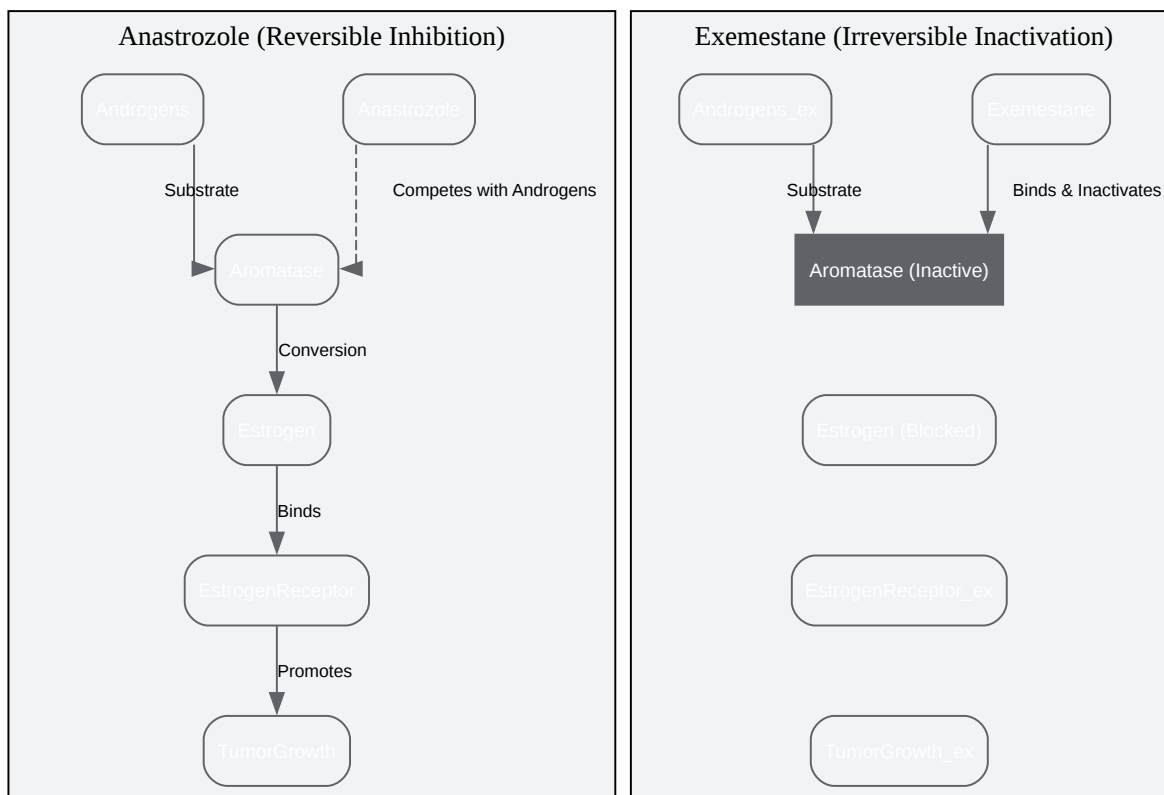 Anastrozole (Reversible Inhibition)
Androgens
Anastrozole
Substrate
Competes with Androgens
Aromatase
Conversion
Estrogen
Binds
EstrogenReceptor
Promotes
TumorGrowth
Exemestane (Irreversible Inactivation)
Androgens_ex
Exemestane
Substrate
Binds & Inactivates
Aromatase (Inactive)
Estrogen (Blocked)
EstrogenReceptor_ex
TumorGrowth_ex